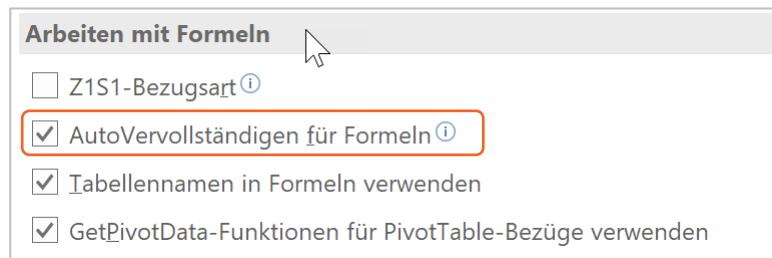 Arbeiten mit Formeln
Z1S1-Bezugsart
AutoVervollständigen für Formeln
Tabellennamen in Formeln verwenden
GetPivotData-Funktionen für PivotTable-Bezüge verwenden